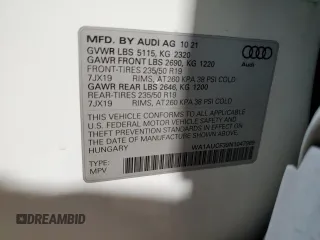 MFD. BY AUDI AG 10 21
GVWR LBS 5115, KG 2320
GAWR FRONT LBS 2690, KG 1220
FRONT-TIRES 235/50 R19
7JX19 , AT 260 KPA 38 PSI COLD
GAWR REAR LBS 2646, KG 1200
REAR-TIRES 235/50 R19
7JX19 , AT 260 KPA 38 PSI COLD
THIS VEHICLE CONFORMS TO ALL APPLICABLE
U.S. FEDERAL MOTOR VEHICLE SAFETY, BUMPER AND
THEFT PREVENTION STANDARDS IN EFFECT ON THE
DATE OF MANUFACTURE SHOWN ABOVE
HUNGARY
TYPE:
MPV
Audi
DREAMBID